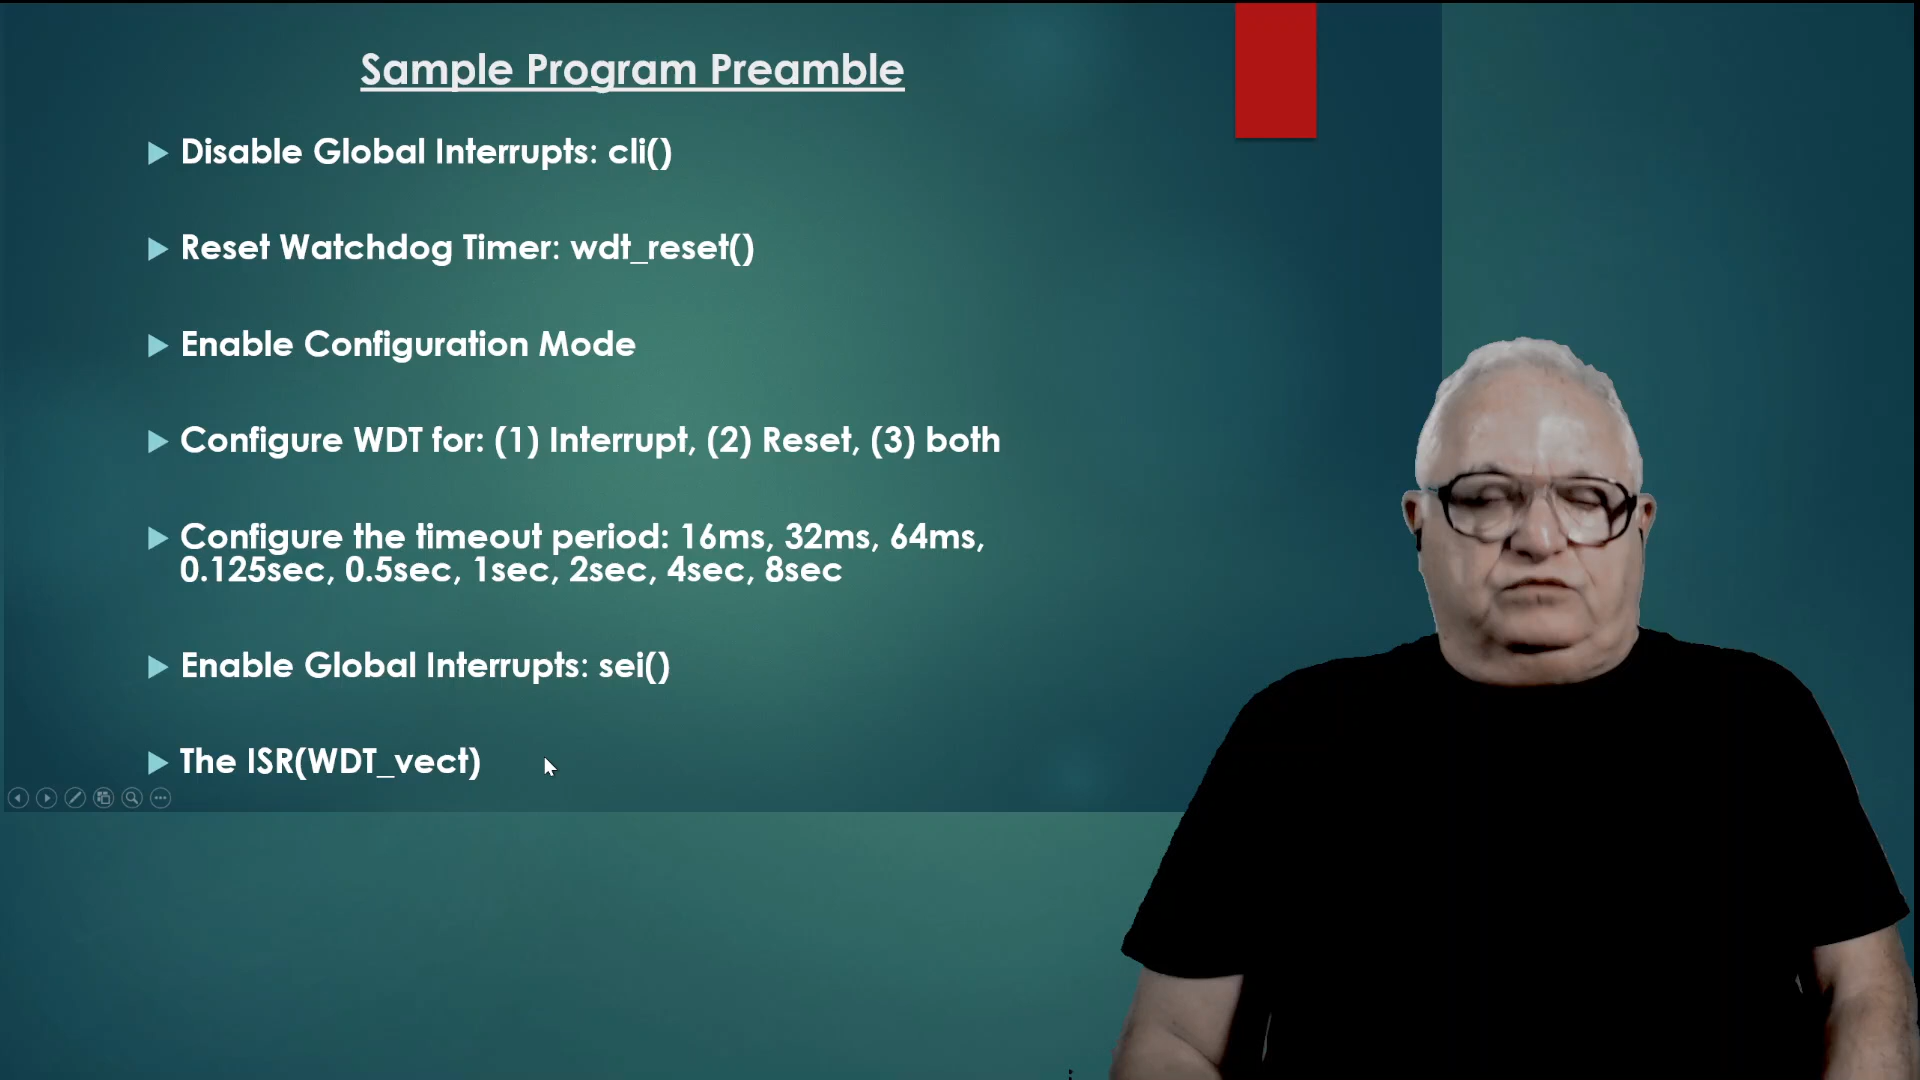 Sample Program Preamble
Disable Global Interrupts: cli()
Reset Watchdog Timer: wdt_reset()
Enable Configuration Mode
Configure WDT for: (1) Interrupt, (2) Reset, (3) both
Configure the timeout period: 16ms, 32ms, 64ms,
0.125sec, 0.5sec, 1sec, 2sec, 4sec, 8sec
Enable Global Interrupts: sei()
The ISR(WDT_vect)